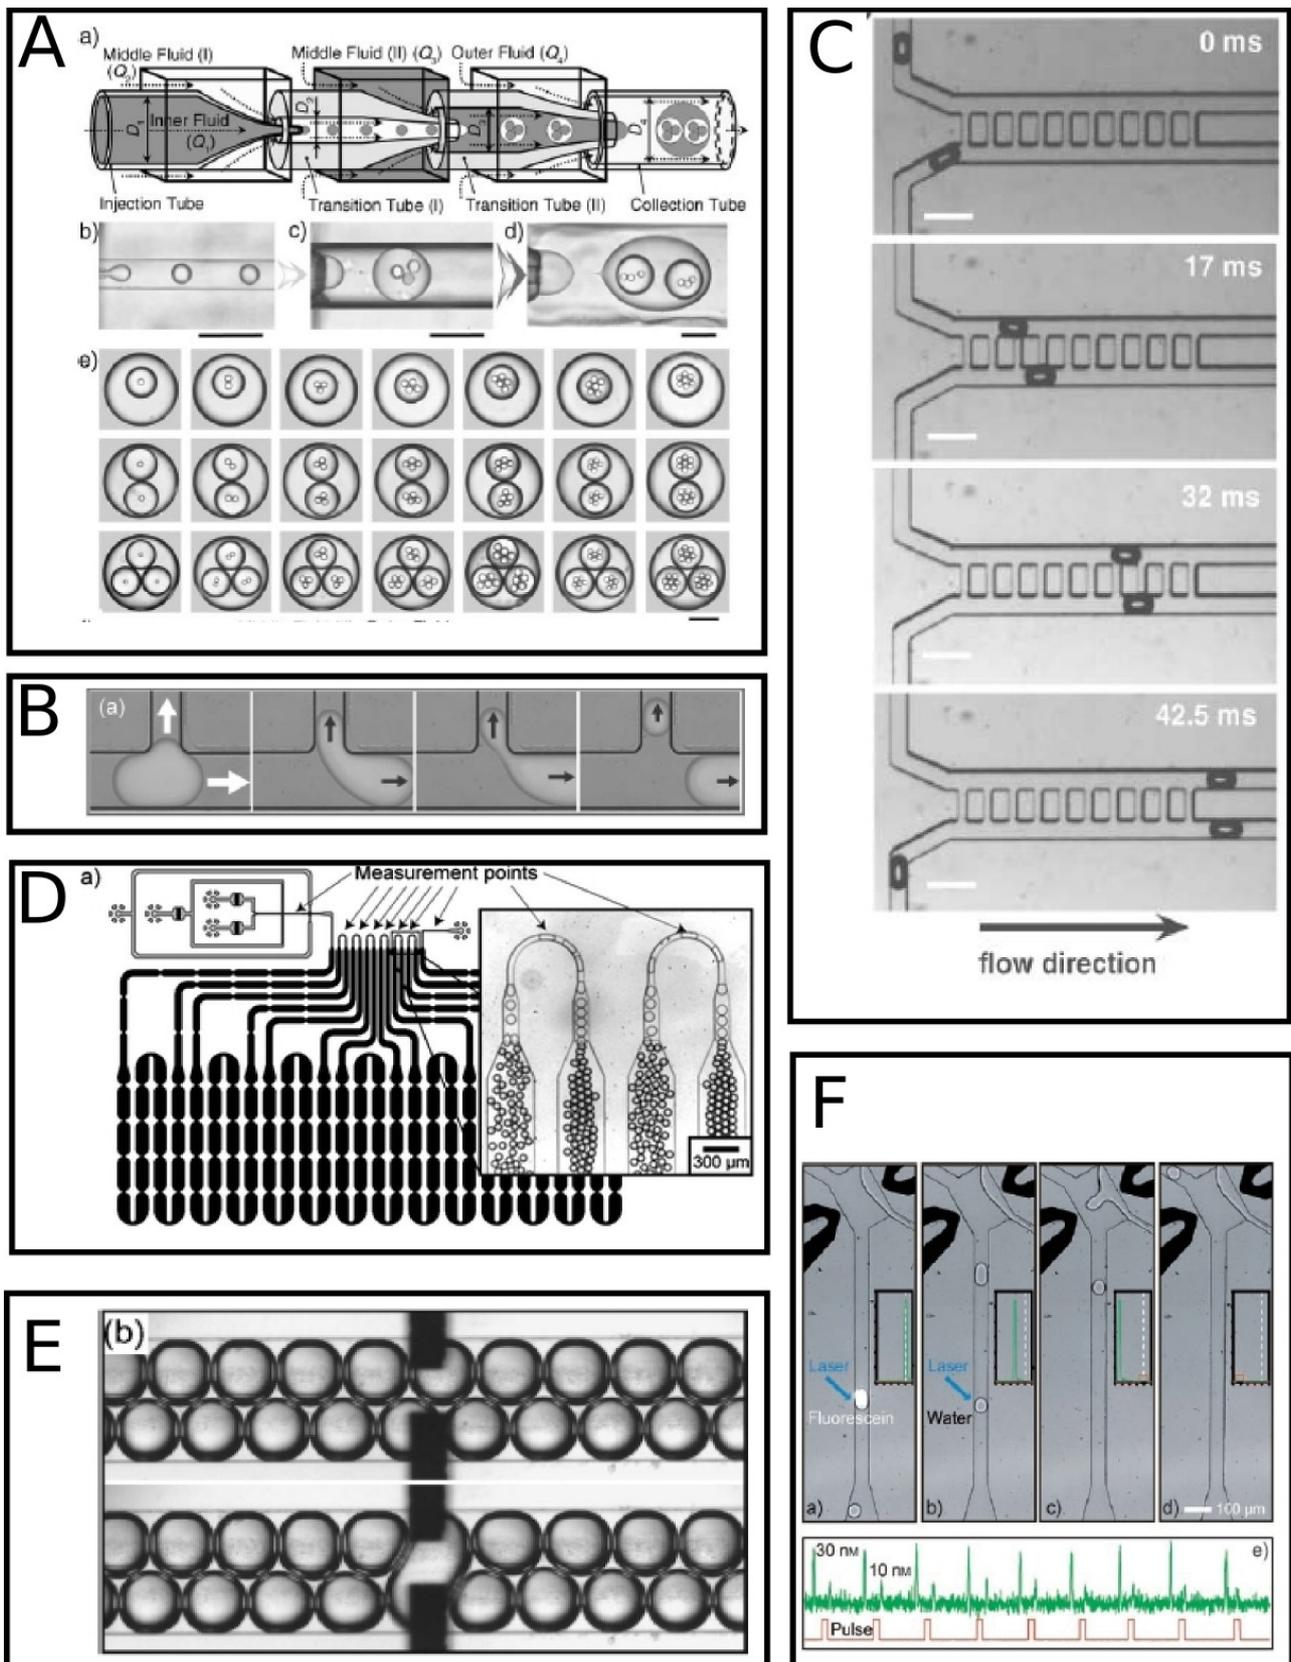 A
a)
Middle Fluid (I)
(Q₂)
Middle Fluid (II) (Q₃)
Outer Fluid (Q₄)
D₁
Inner Fluid
(Q₁)
D₂
D₃
D₄
Injection Tube
Transition Tube (I)
Transition Tube (II)
Collection Tube
b)
c)
d)
e)
B
(a)
C
0 ms
17 ms
32 ms
42.5 ms
flow direction
D
a)
Measurement points
300 µm
E
(b)
F
Laser
Fluorescein
Laser
Water
a)
b)
c)
d)
100 µm
30 nM
10 nM
e)
Pulse